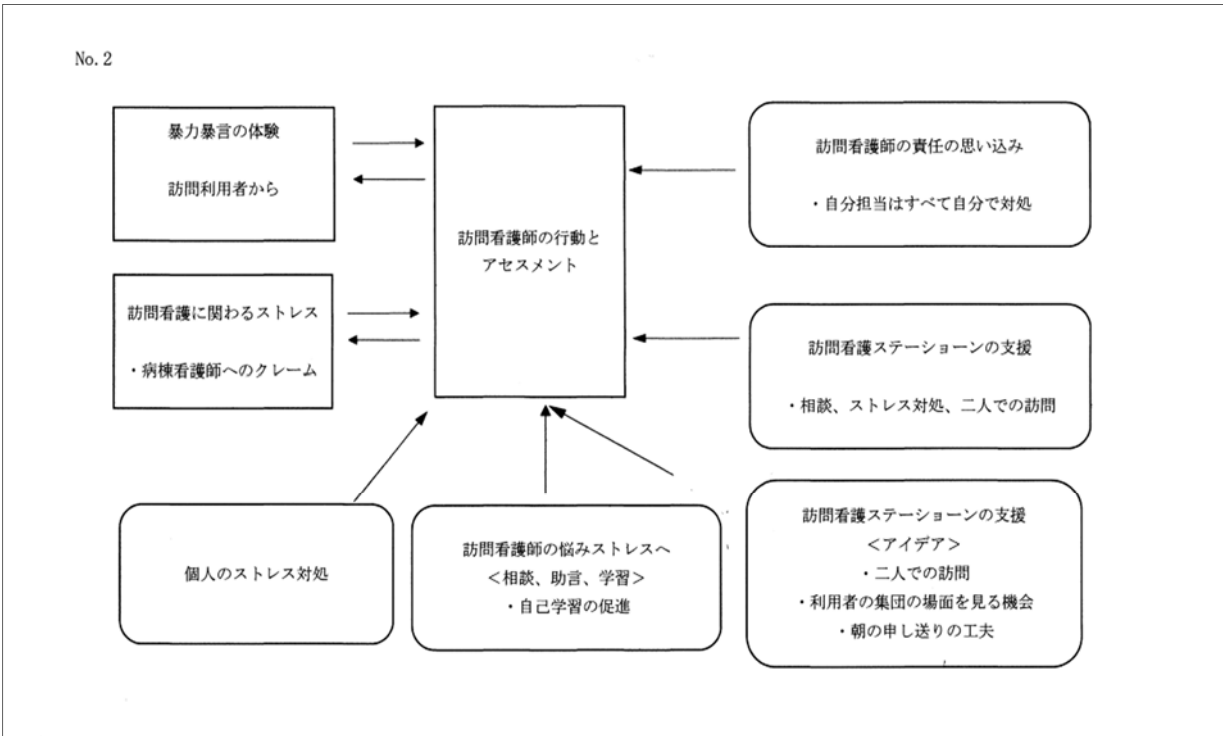 No. 2
暴力暴言の体験
訪問利用者から
訪問看護師の行動と
アセスメント
訪問看護師の責任の思い込み
・自分担当はすべて自分で対処
訪問看護に関わるストレス
・病棟看護師へのクレーム
訪問看護ステーショーンの支援
・相談、ストレス対処、二人での訪問
個人のストレス対処
訪問看護師の悩みストレスへ
＜相談、助言、学習＞
・自己学習の促進
訪問看護ステーショーンの支援
＜アイデア＞
・二人での訪問
・利用者の集団の場面を見る機会
・朝の申し送りの工夫